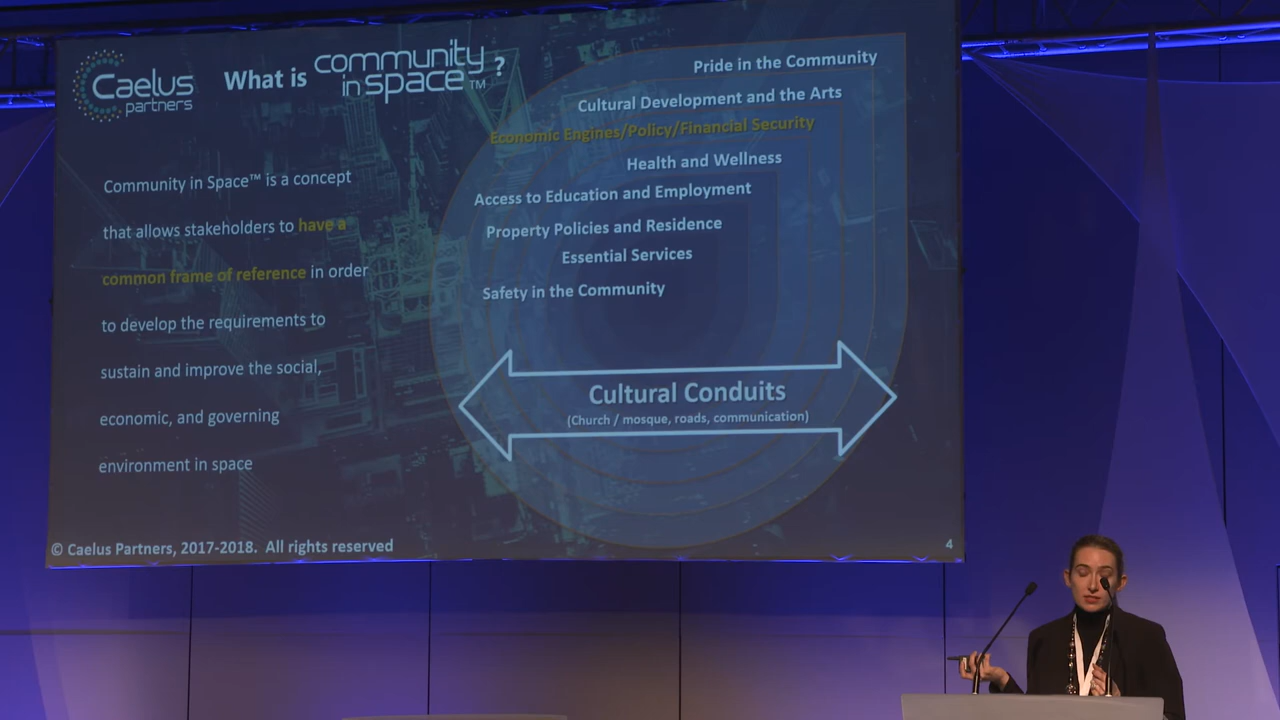 Caelus
partners
What is community in space™ ?
Community in Space™ is a concept
that allows stakeholders to have a
common frame of reference in order
to develop the requirements to
sustain and improve the social,
economic, and governing
environment in space
Pride in the Community
Cultural Development and the Arts
Economic Engines/Policy/Financial Security
Health and Wellness
Access to Education and Employment
Property Policies and Residence
Essential Services
Safety in the Community
Cultural Conduits
(Church / mosque, roads, communication)
© Caelus Partners, 2017-2018. All rights reserved
4